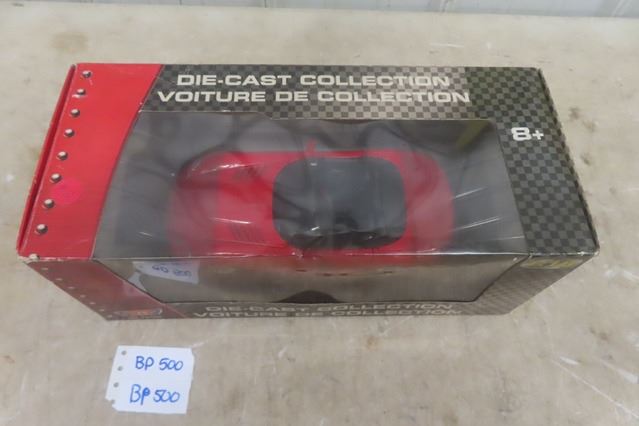 DIE-CAST COLLECTION
VOITURE DE COLLECTION
8+
DIE-CAST COLLECTION
VOITURE DE COLLECTION
BP 500
BP 500